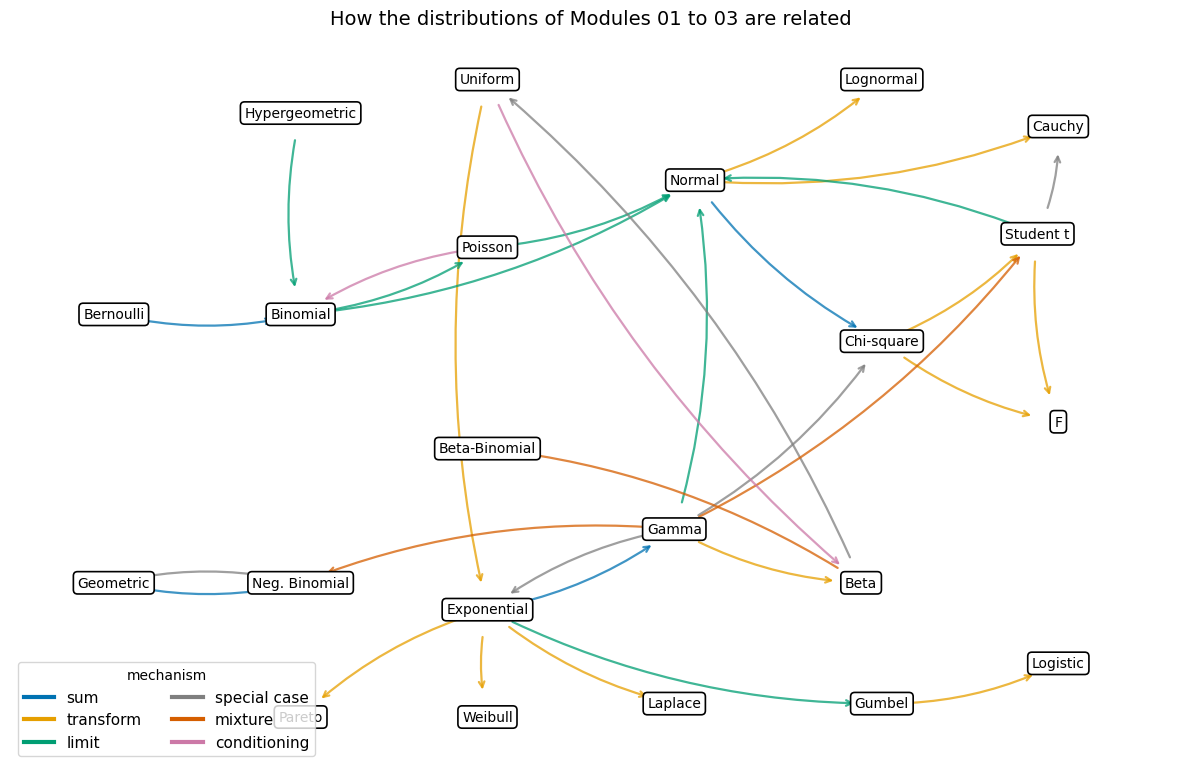 How the distributions of Modules 01 to 03 are related
Uniform
Lognormal
Hypergeometric
Cauchy
Normal
Student t
Poisson
Bernoulli
Binomial
Chi-square
F
Beta-Binomial
Gamma
Geometric
Neg. Binomial
Beta
Exponential
Logistic
Pareto
Weibull
Laplace
Gumbel
mechanism
sum
transform
limit
special case
mixture
conditioning